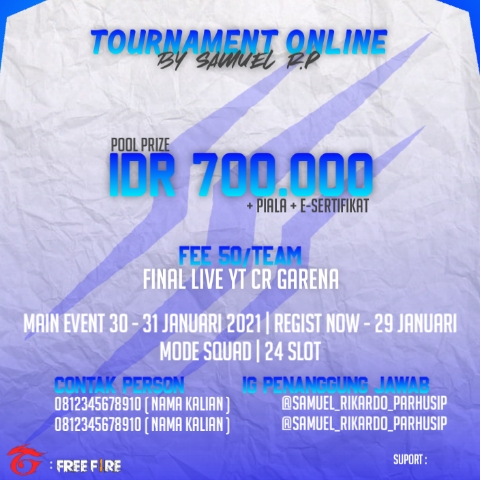 TOURNAMENT ONLINE
BY SAMUEL R.P
POOL PRIZE
IDR 700.000
+ PIALA + E-SERTIFIKAT
FEE 50/TEAM
FINAL LIVE YT CR GARENA
MAIN EVENT 30 - 31 JANUARI 2021 | REGIST NOW - 29 JANUARI
MODE SQUAD | 24 SLOT
CONTAK PERSON
0812345678910 ( NAMA KALIAN )
0812345678910 ( NAMA KALIAN )
IG PENANGGUNG JAWAB
@SAMUEL_RIKARDO_PARHUSIP
@SAMUEL_RIKARDO_PARHUSIP
: FREE FIRE
SUPORT :